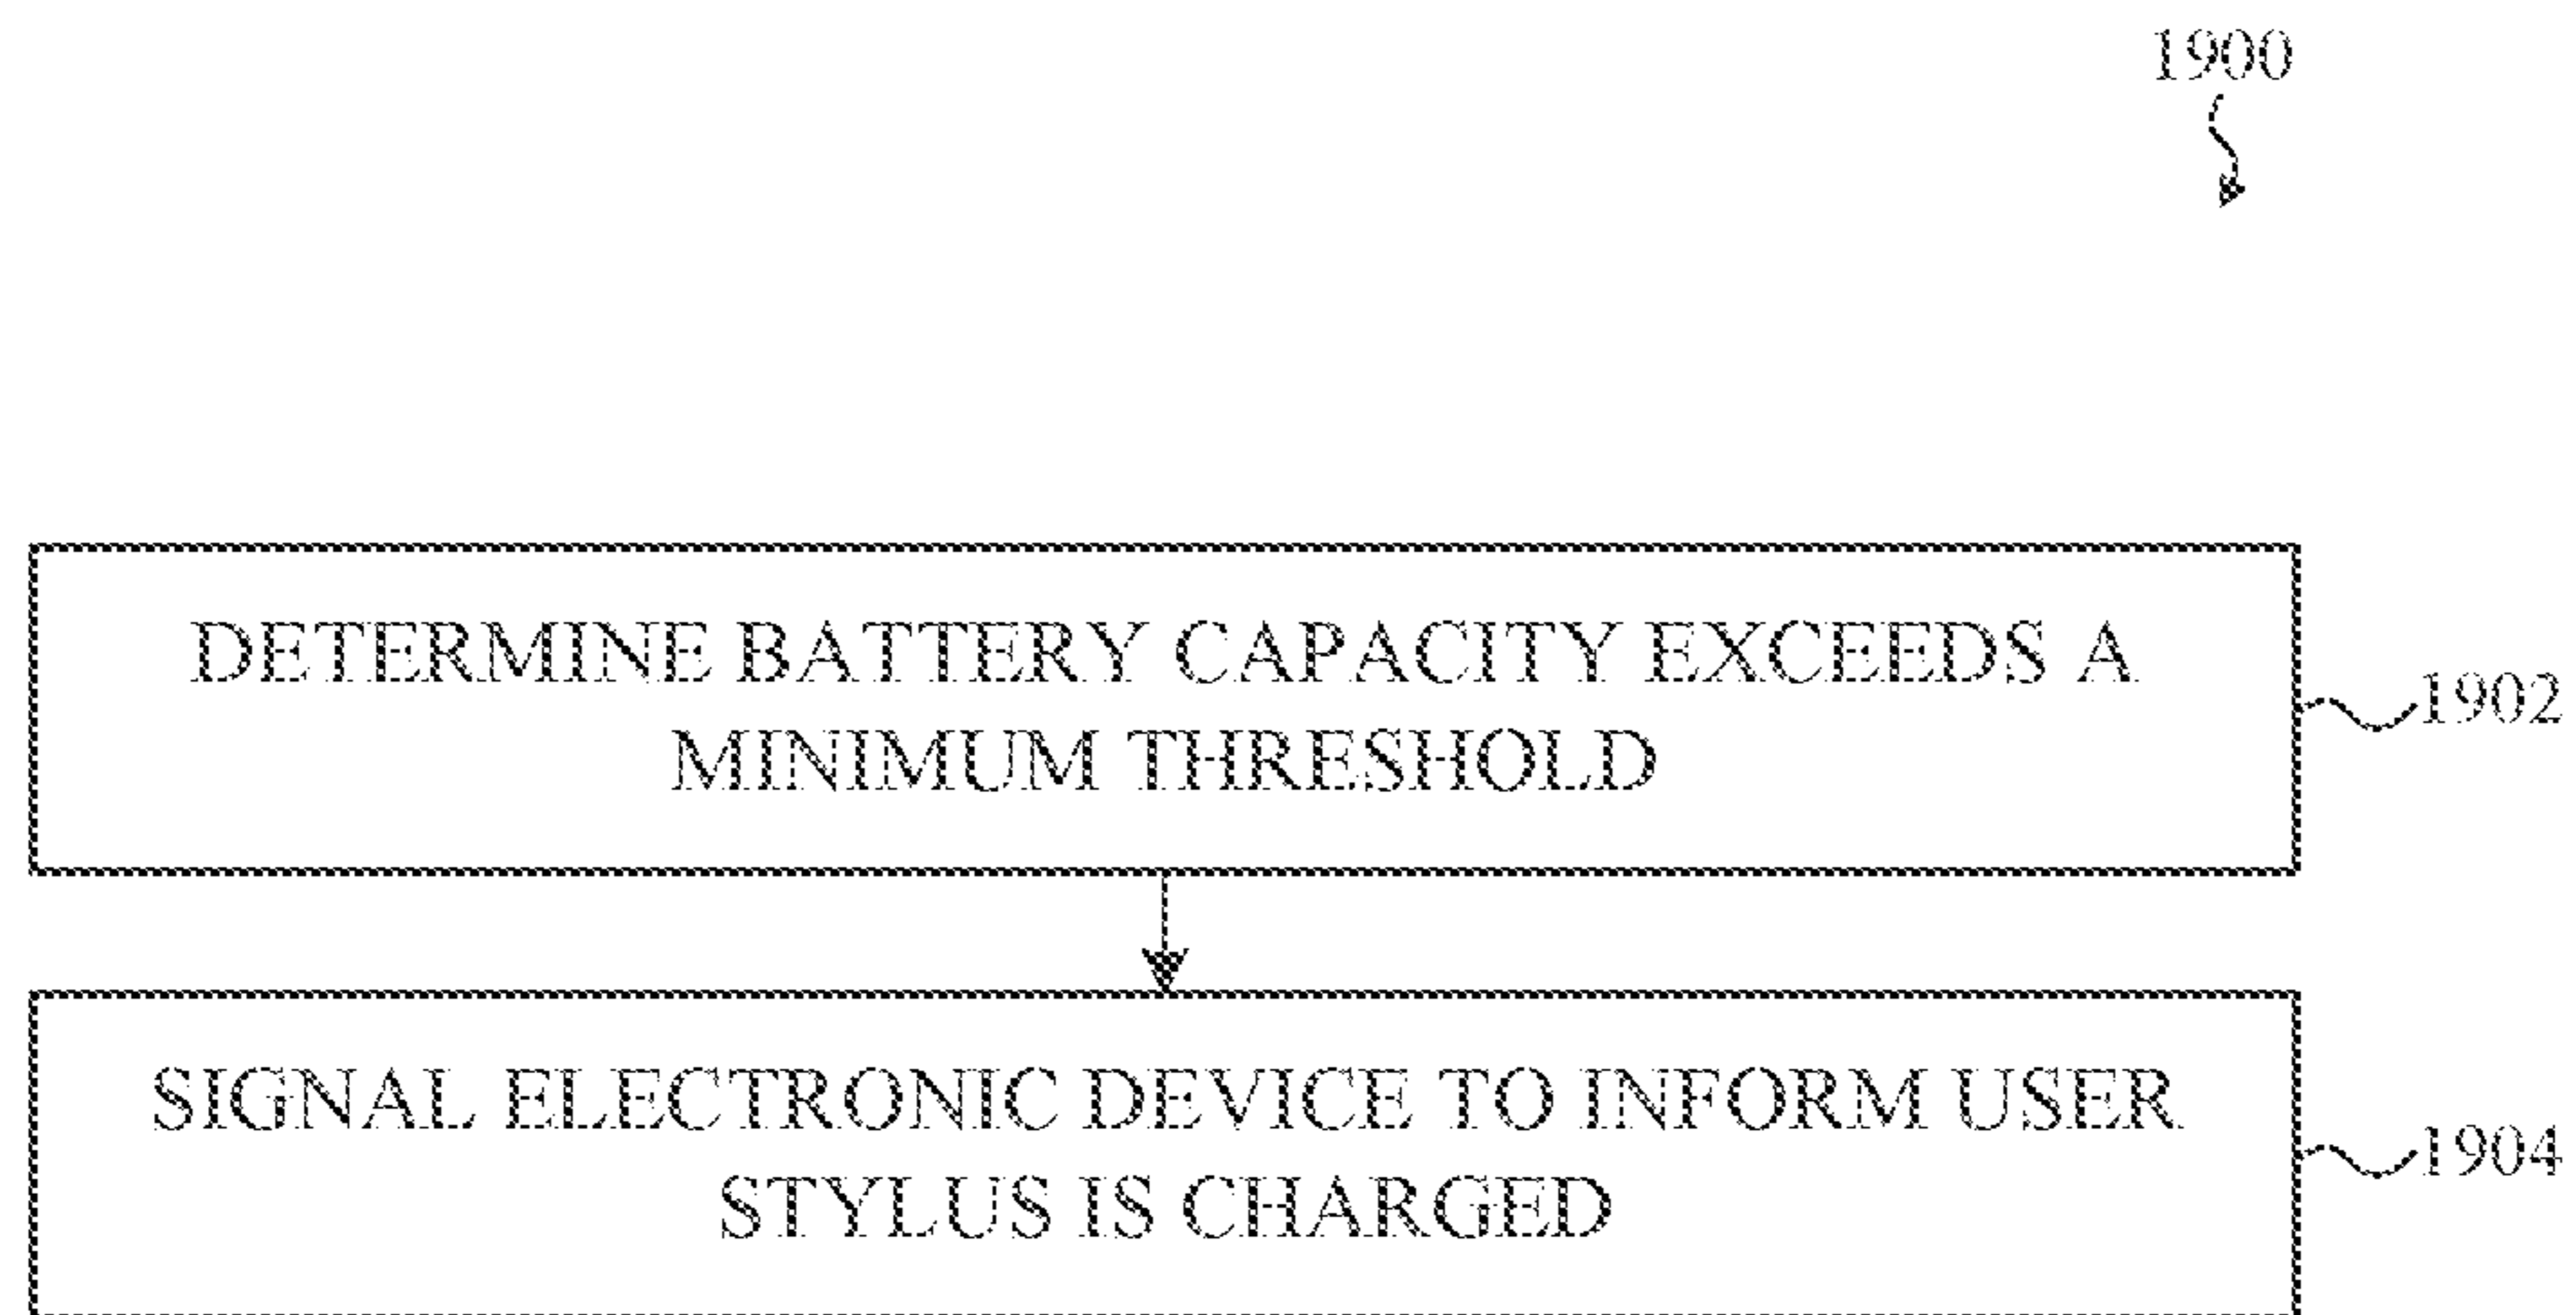 1900
DETERMINE BATTERY CAPACITY EXCEEDS A
MINIMUM THRESHOLD
1902
SIGNAL ELECTRONIC DEVICE TO INFORM USER
STYLUS IS CHARGED
1904